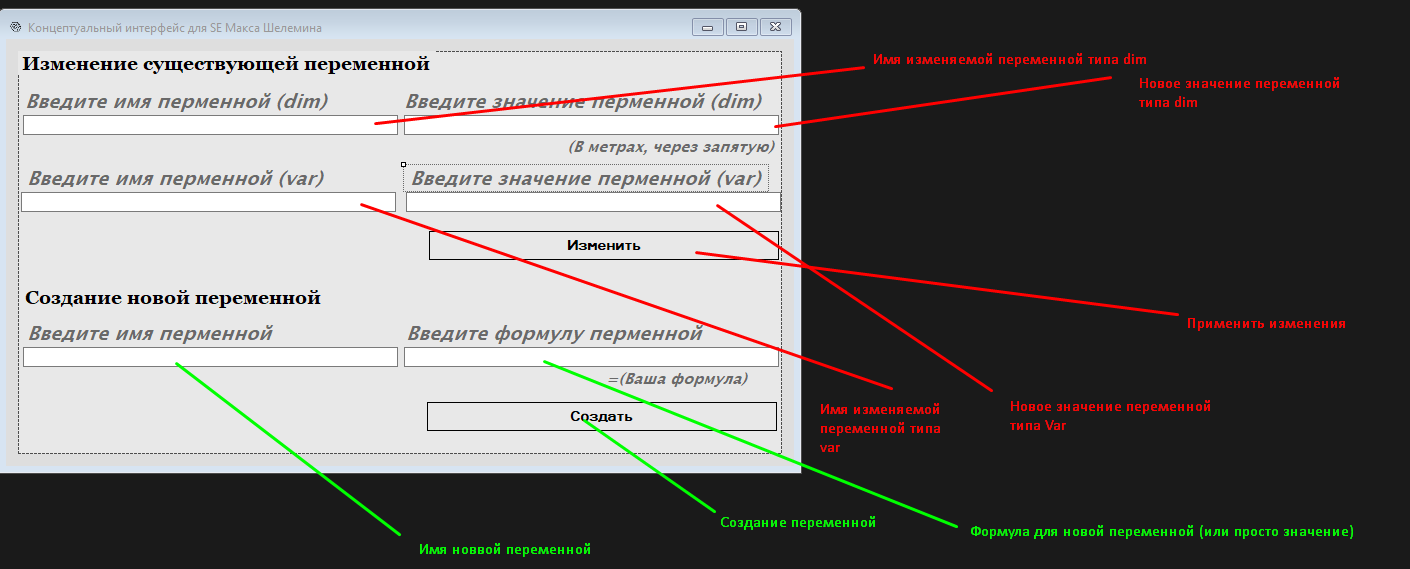 Концептуальный интерфейс для SE Макса Шелемина
Изменение существующей переменной
Введите имя перменной (dim)
Введите значение перменной (dim)
(В метрах, через запятую)
Введите имя перменной (var)
Введите значение перменной (var)
Изменить
Создание новой переменной
Введите имя перменной
Введите формулу перменной
=(Ваша формула)
Создать
Имя изменяемой переменной типа dim
Новое значение переменной
типа dim
Применить изменения
Имя изменяемой
переменной типа
var
Новое значение переменной
типа Var
Создание переменной
Формула для новой переменной (или просто значение)
Имя новвой переменной